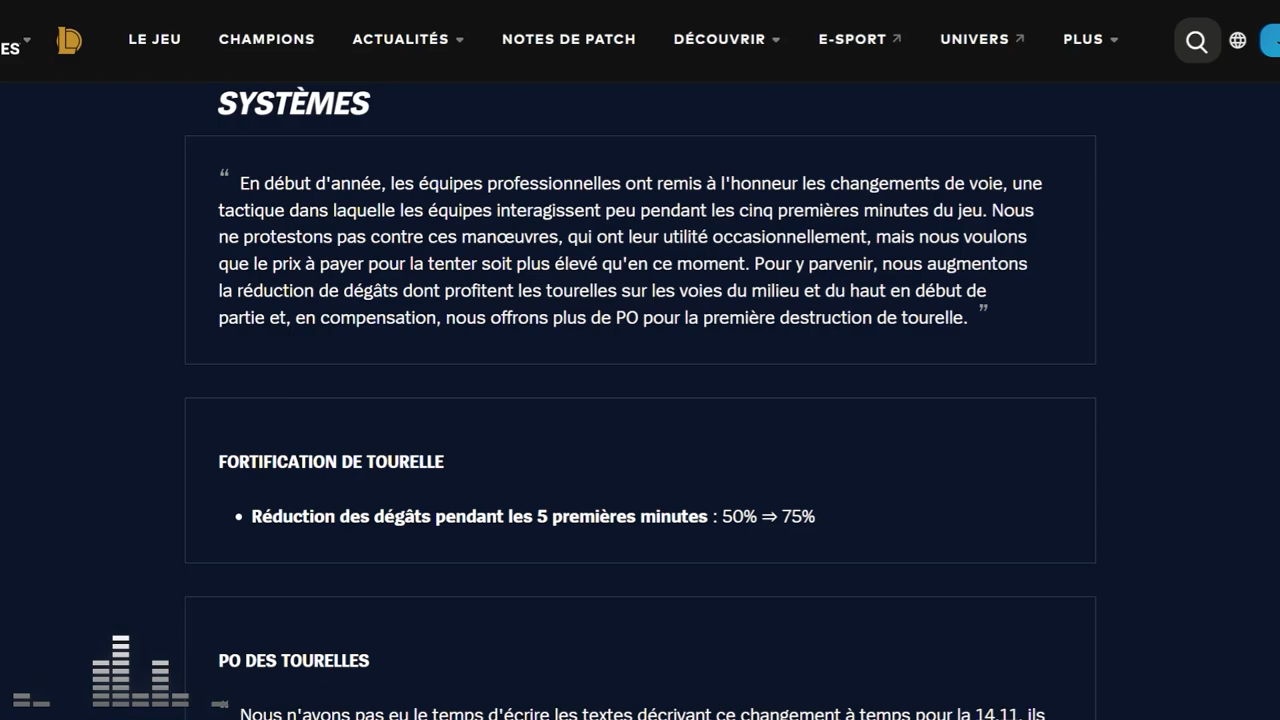 ES
LE JEU CHAMPIONS ACTUALITÉS NOTES DE PATCH DÉCOUVRIR E-SPORT UNIVERS PLUS
SYSTÈMES
“ En début d'année, les équipes professionnelles ont remis à l'honneur les changements de voie, une
tactique dans laquelle les équipes interagissent peu pendant les cinq premières minutes du jeu. Nous
ne protestons pas contre ces manœuvres, qui ont leur utilité occasionnellement, mais nous voulons
que le prix à payer pour la tenter soit plus élevé qu'en ce moment. Pour y parvenir, nous augmentons
la réduction de dégâts dont profitent les tourelles sur les voies du milieu et du haut en début de
partie et, en compensation, nous offrons plus de PO pour la première destruction de tourelle. ”
FORTIFICATION DE TOURELLE
• Réduction des dégâts pendant les 5 premières minutes : 50% ⇒ 75%
PO DES TOURELLES
“ Nous n'avons pas eu le temps d'écrire les textes décrivant ce changement à temps pour la 14.11, ils